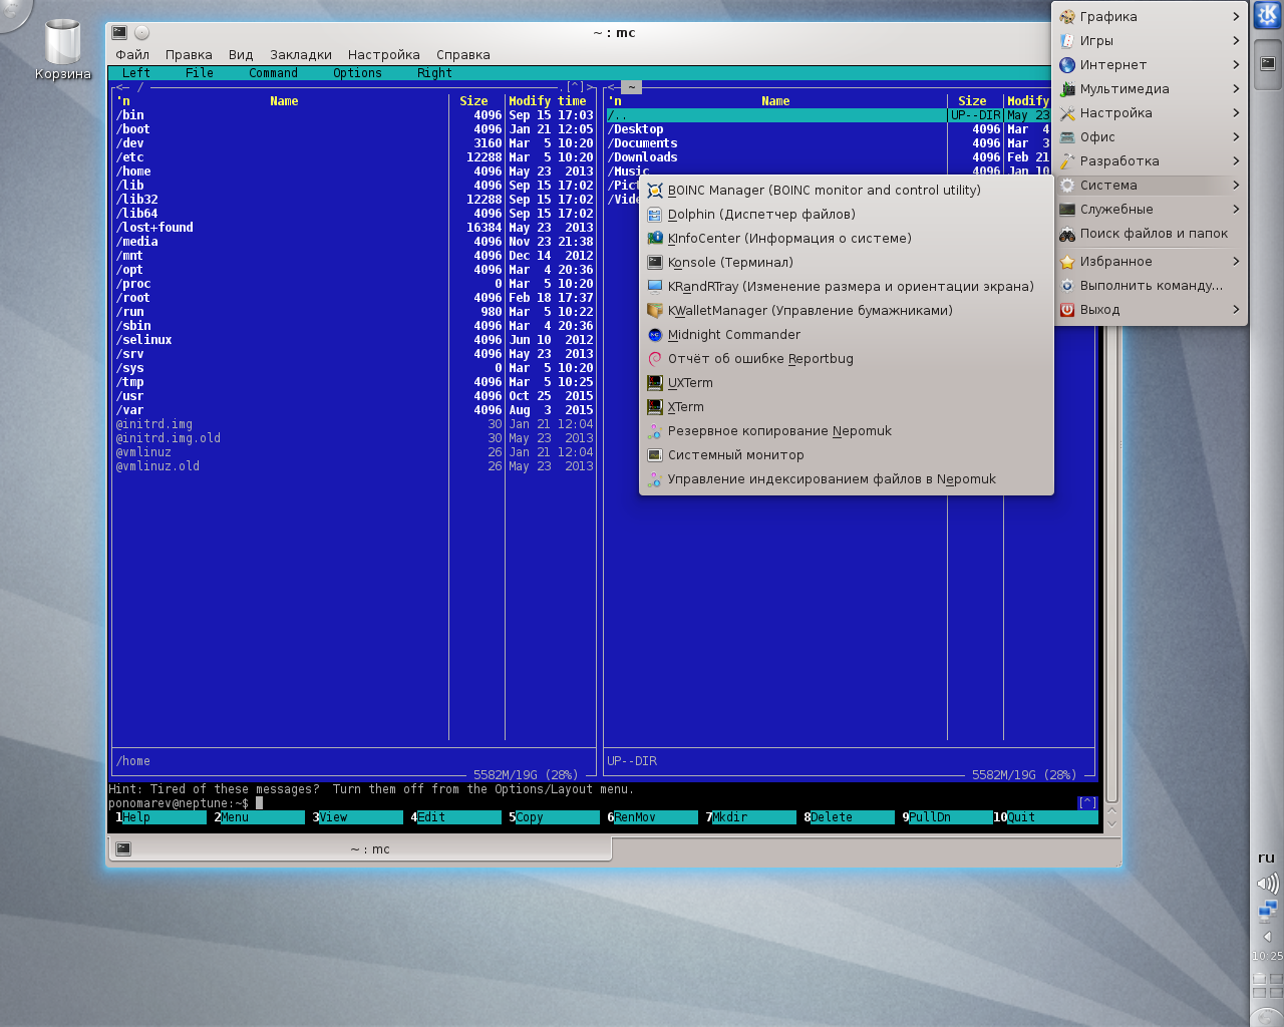 Корзина
~ : mc
Файл Правка Вид Закладки Настройка Справка
Left File Command Options Right
<─ / .[^]>
'n Name Size Modify time
/bin 4096 Sep 15 17:03
/boot 4096 Jan 21 12:05
/dev 3160 Mar 5 10:20
/etc 12288 Mar 5 10:20
/home 4096 May 23 2013
/lib 4096 Sep 15 17:02
/lib32 12288 Sep 15 17:02
/lib64 4096 Sep 15 17:02
/lost+found 16384 May 23 2013
/media 4096 Nov 23 21:38
/mnt 4096 Dec 14 2012
/opt 4096 Mar 4 20:36
/proc 0 Mar 5 10:20
/root 4096 Feb 18 17:37
/run 980 Mar 5 10:22
/sbin 4096 Mar 4 20:36
/selinux 4096 Jun 10 2012
/srv 4096 May 23 2013
/sys 0 Mar 5 10:20
/tmp 4096 Mar 5 10:25
/usr 4096 Oct 25 2015
/var 4096 Aug 3 2015
@initrd.img 30 Jan 21 12:04
@initrd.img.old 30 May 23 2013
@vmlinuz 26 Jan 21 12:04
@vmlinuz.old 26 May 23 2013
/home
5582M/19G (28%)
<─ ~
'n Name Size Modify
/.. UP--DIR May 23
/Desktop 4096 Mar 4
/Documents 4096 Mar 3
/Downloads 4096 Feb 21
/Music 4096 Jan 10
UP--DIR
5582M/19G (28%)
Hint: Tired of these messages? Turn them off from the Options/Layout menu.
ponomarev@neptune:~$
[^]
1Help 2Menu 3View 4Edit 5Copy 6RenMov 7Mkdir 8Delete 9PullDn 10Quit
~ : mc
Графика
Игры
Интернет
Мультимедиа
Настройка
Офис
Разработка
Система
Служебные
Поиск файлов и папок
Избранное
Выполнить команду...
Выход
BOINC Manager (BOINC monitor and control utility)
Dolphin (Диспетчер файлов)
KInfoCenter (Информация о системе)
Konsole (Терминал)
KRandRTray (Изменение размера и ориентации экрана)
KWalletManager (Управление бумажниками)
Midnight Commander
Отчёт об ошибке Reportbug
UXTerm
XTerm
Резервное копирование Nepomuk
Системный монитор
Управление индексированием файлов в Nepomuk
ru
10:25